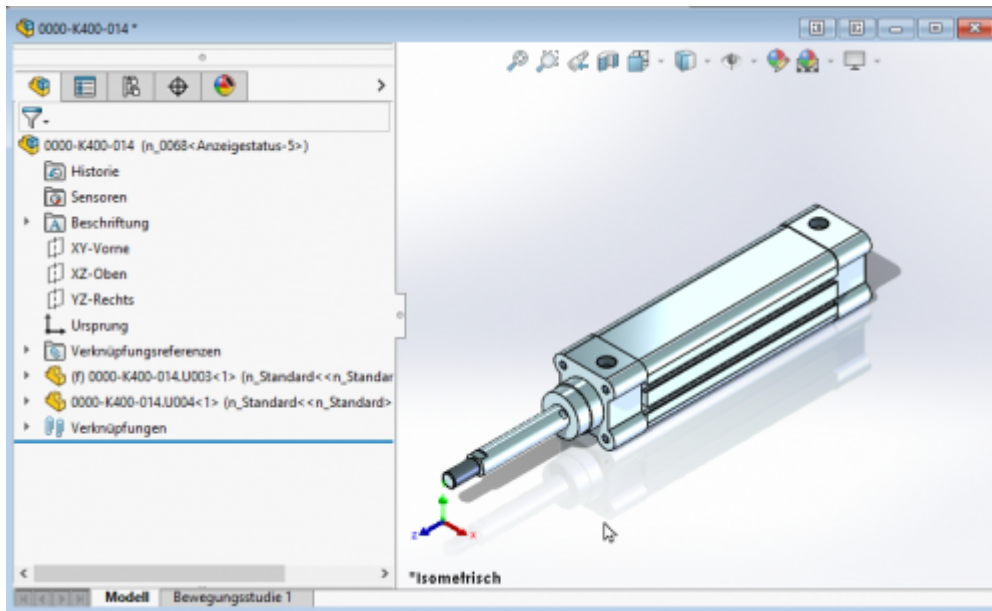 0000-K400-014 *
0000-K400-014 (n_0068<Anzeigestatus-5>)
Historie
Sensoren
A Beschriftung
XY-Vorne
XZ-Oben
YZ-Rechts
Ursprung
Verknüpfungsreferenzen
(f) 0000-K400-014.U003<1> (n_Standard<<n_Standar
0000-K400-014.U004<1> (n_Standard<<n_Standard>
Verknüpfungen
z x
*Isometrisch
Modell Bewegungsstudie 1